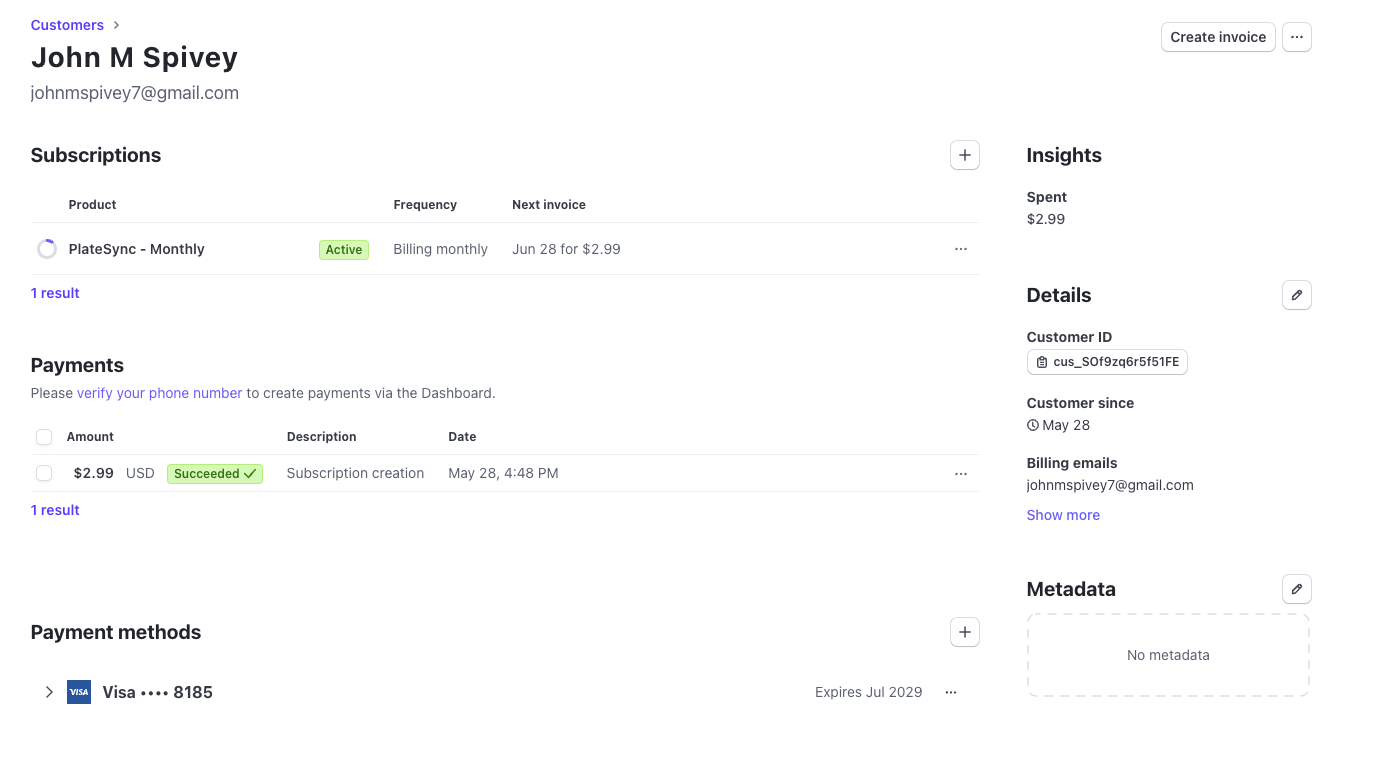 Customers
John M Spivey
johnmspivey7@gmail.com
Create invoice
Subscriptions
Product Frequency Next invoice
PlateSync - Monthly Active Billing monthly Jun 28 for $2.99
1 result
Payments
Please verify your phone number to create payments via the Dashboard.
Amount Description Date
$2.99 USD Succeeded Subscription creation May 28, 4:48 PM
1 result
Payment methods
VISA Visa •••• 8185 Expires Jul 2029
Insights
Spent
$2.99
Details
Customer ID
cus_SOf9zq6r5f51FE
Customer since
May 28
Billing emails
johnmspivey7@gmail.com
Show more
Metadata
No metadata